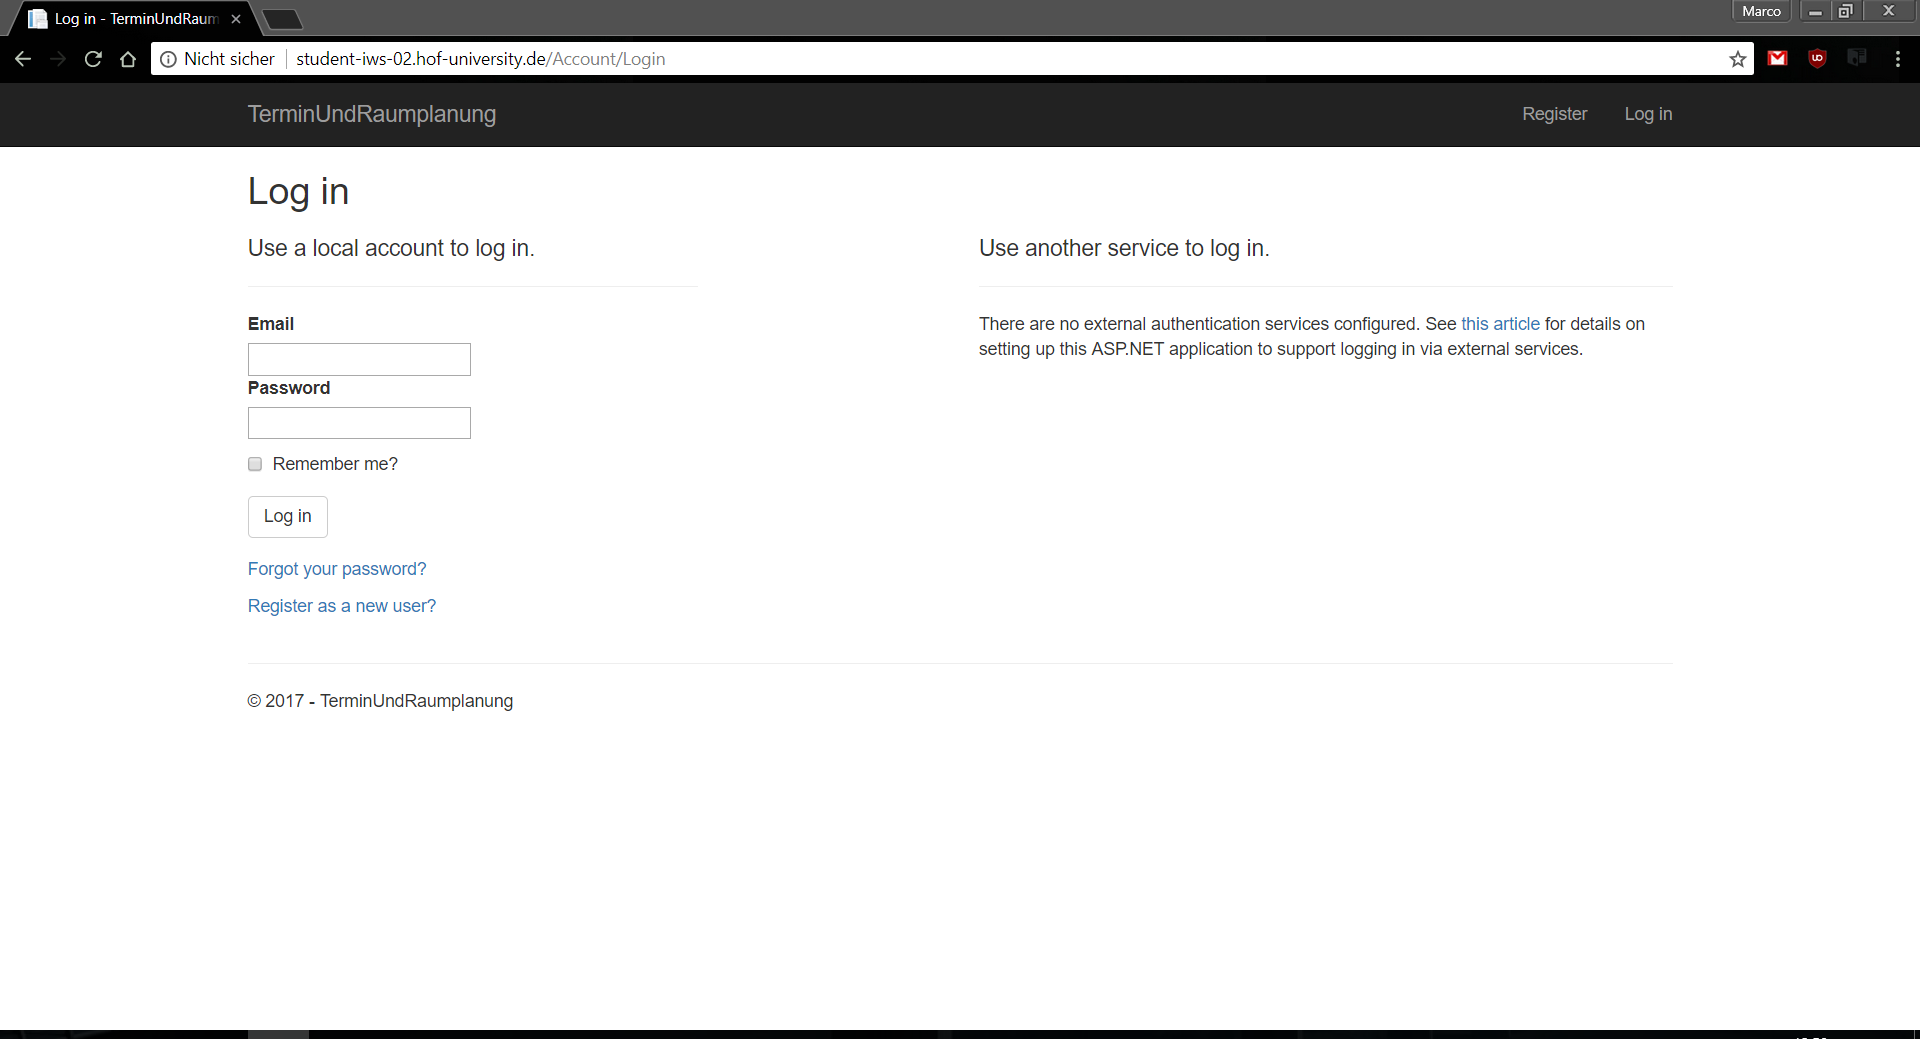 Log in - TerminUndRaum
Marco
Nicht sicher
student-iws-02.hof-university.de/Account/Login
TerminUndRaumplanung
Register
Log in
Log in
Use a local account to log in.
Use another service to log in.
Email
There are no external authentication services configured. See this article for details on
setting up this ASP.NET application to support logging in via external services.
Password
Remember me?
Log in
Forgot your password?
Register as a new user?
© 2017 - TerminUndRaumplanung